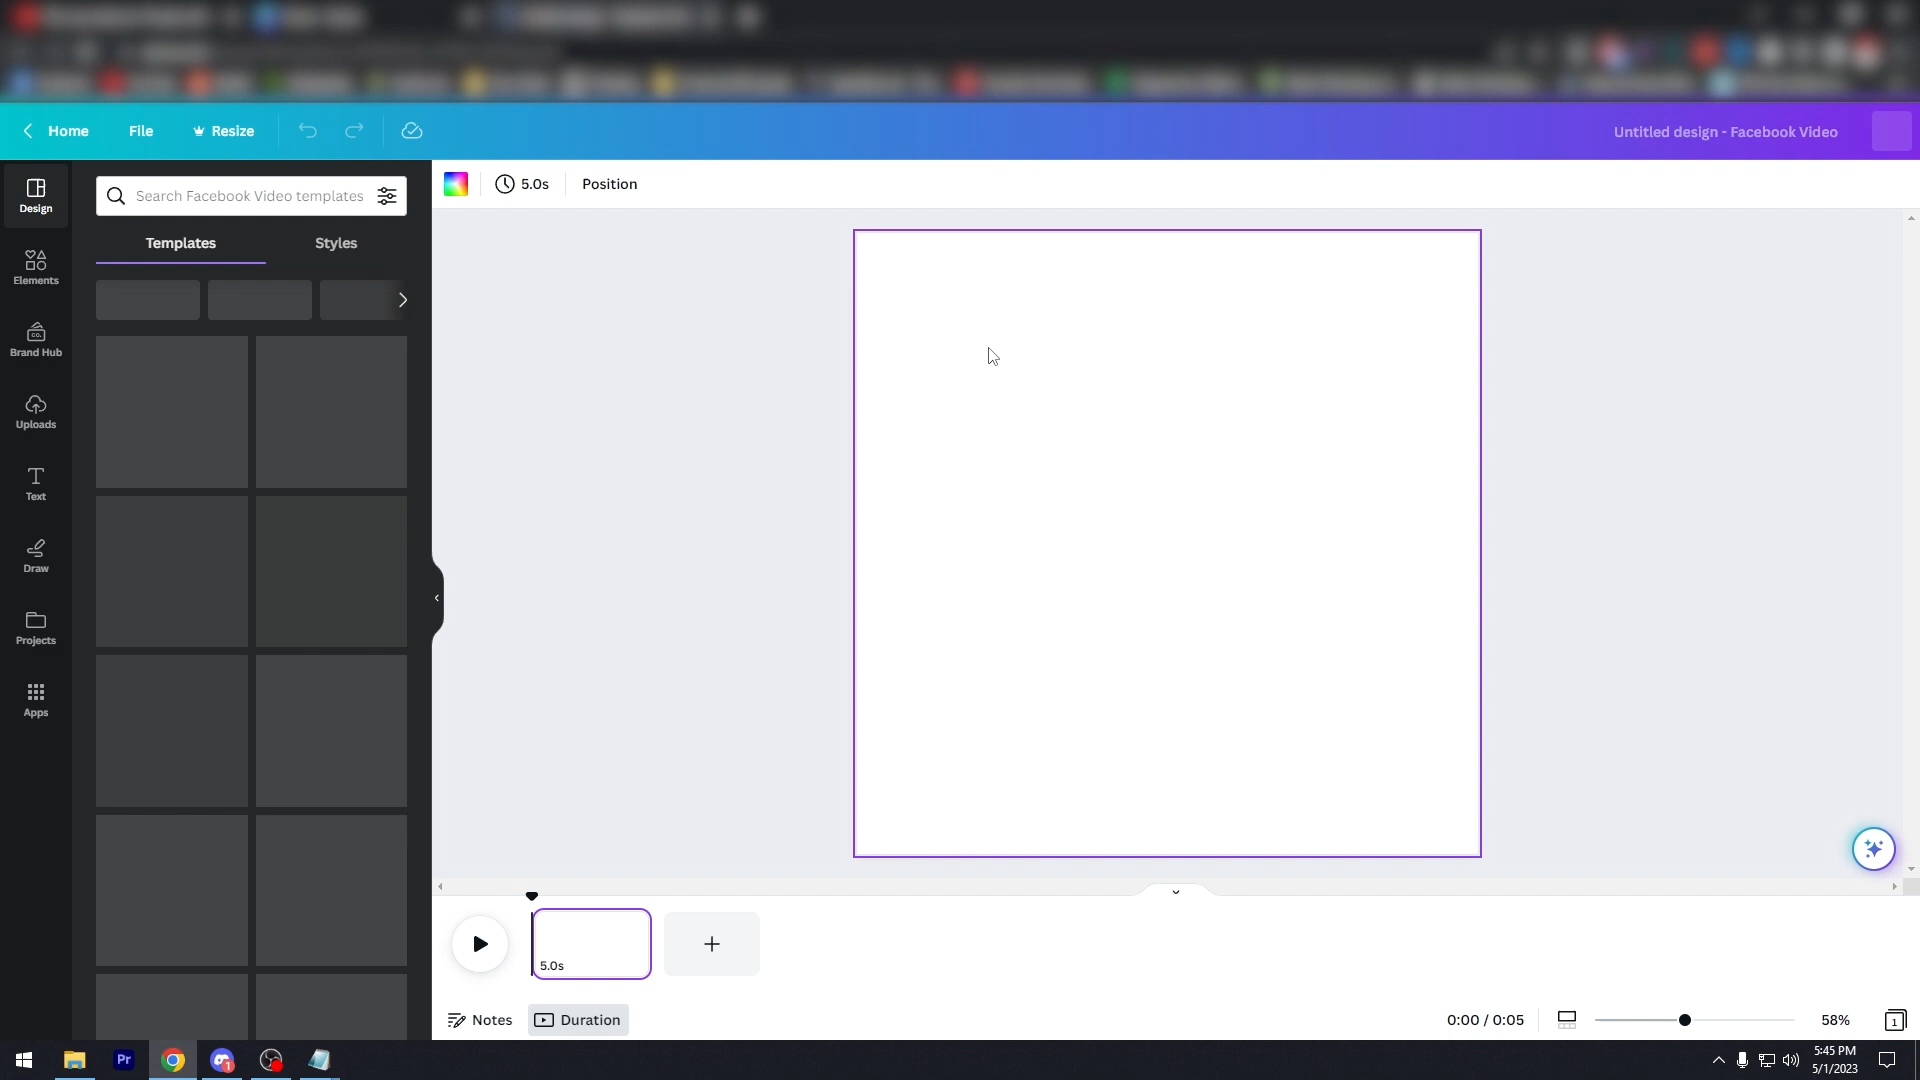 Home
File
Resize
Untitled design - Facebook Video
Design
Elements
Brand Hub
Uploads
Text
Draw
Projects
Apps
Search Facebook Video templates
Templates
Styles
5.0s
Position
5.0s
Notes
Duration
0:00 / 0:05
58%
1
Pr
1
5:45 PM
5/1/2023